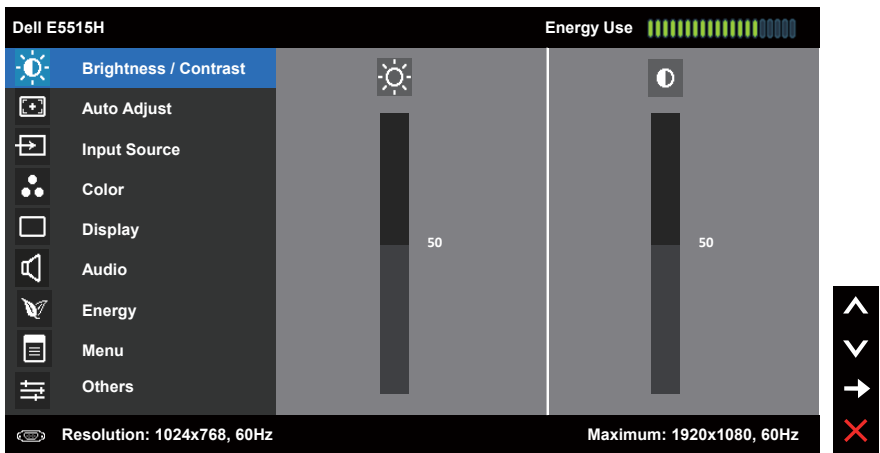 Dell E5515H
Energy Use
Brightness / Contrast
Auto Adjust
Input Source
Color
Display
Audio
Energy
Menu
Others
50
50
Resolution: 1024x768, 60Hz
Maximum: 1920x1080, 60Hz